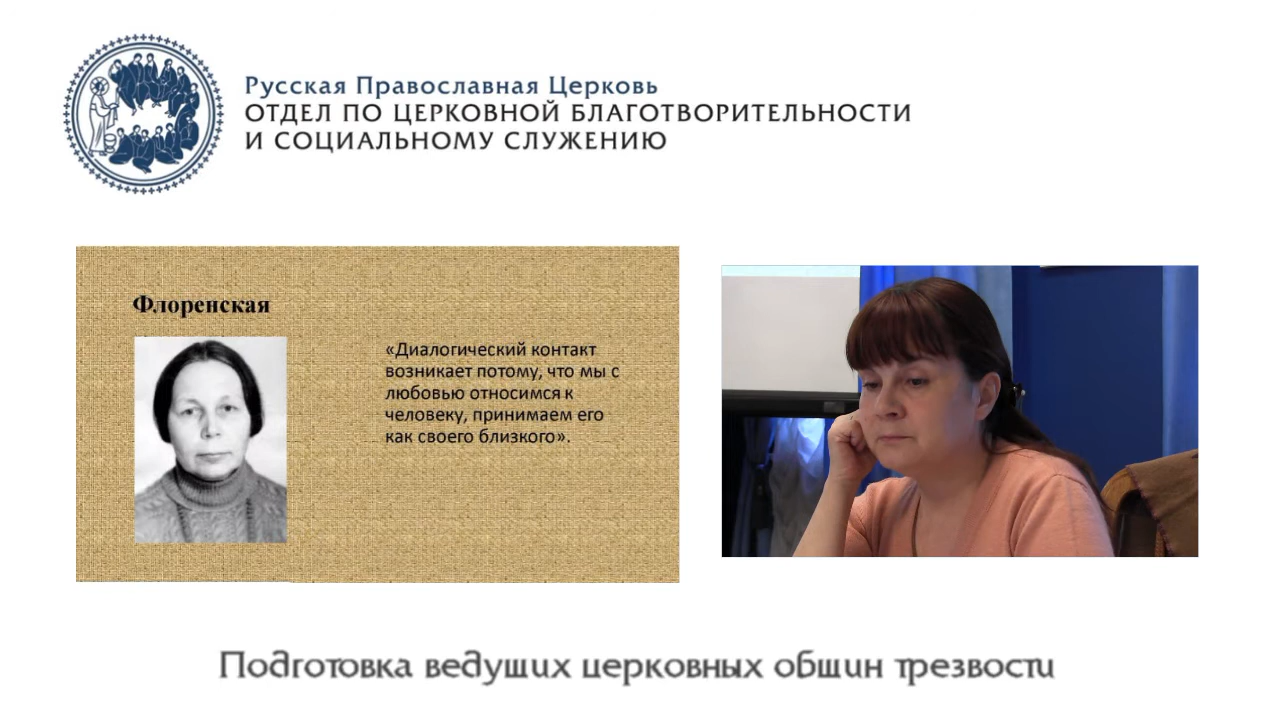 Русская Православная Церковь
ОТДЕЛ ПО ЦЕРКОВНОЙ БЛАГОТВОРИТЕЛЬНОСТИ
И СОЦИАЛЬНОМУ СЛУЖЕНИЮ
Флоренская
«Диалогический контакт
возникает потому, что мы с
любовью относимся к
человеку, принимаем его
как своего близкого».
Подготовка ведущих церковных общин трезвости